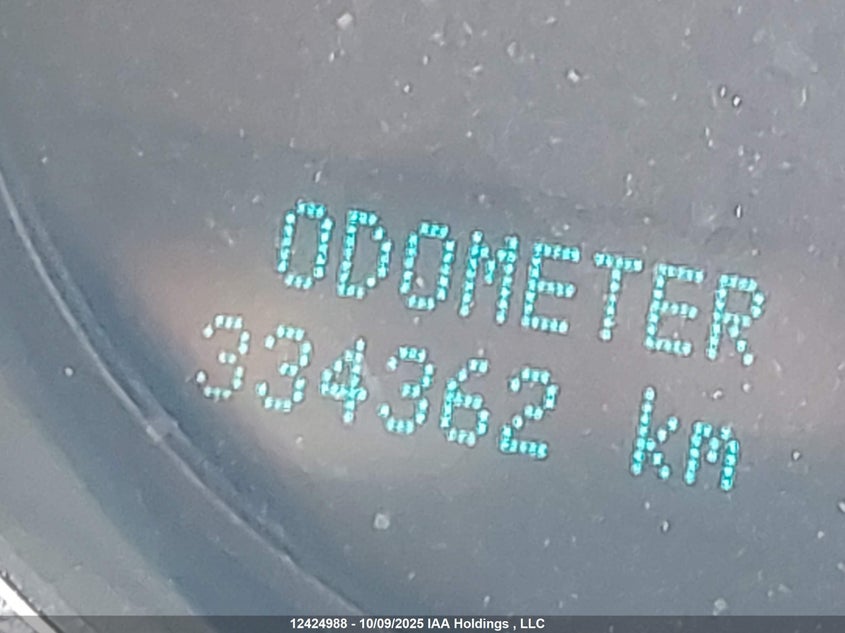 ODOMETER
334362 km
12424988 - 10/09/2025 IAA Holdings , LLC